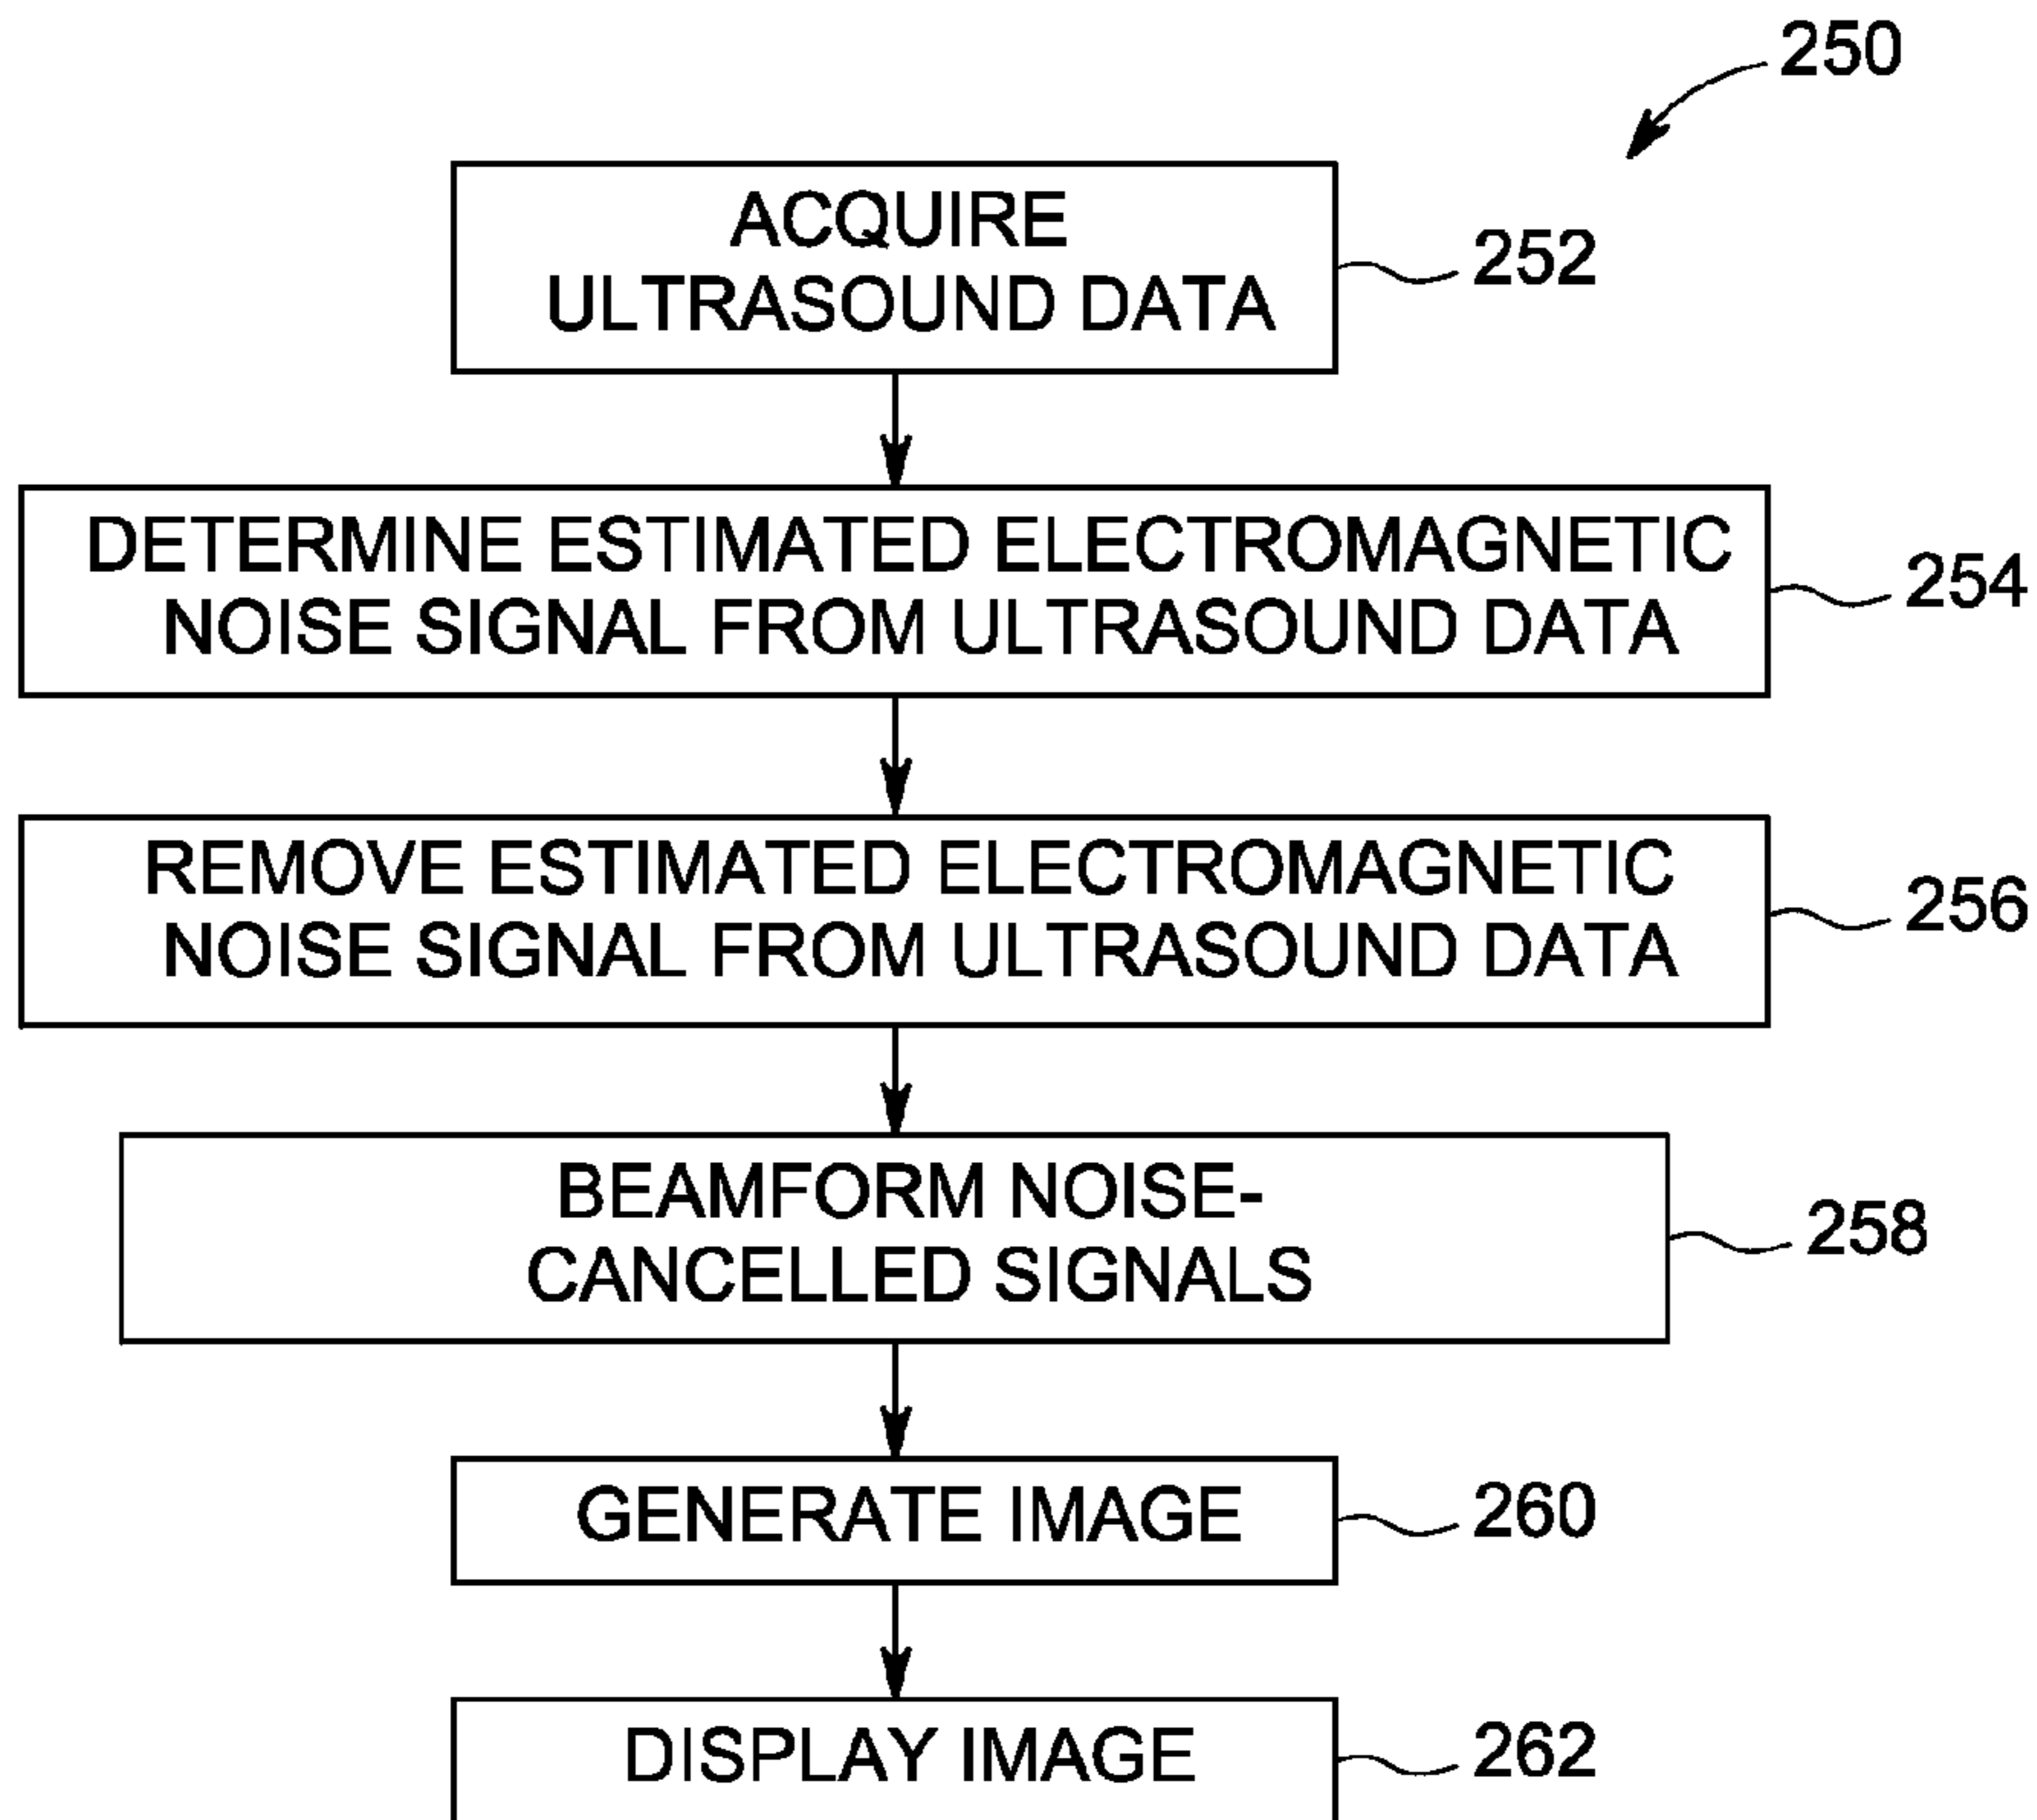 250
ACQUIRE
ULTRASOUND DATA
252
DETERMINE ESTIMATED ELECTROMAGNETIC
NOISE SIGNAL FROM ULTRASOUND DATA
254
REMOVE ESTIMATED ELECTROMAGNETIC
NOISE SIGNAL FROM ULTRASOUND DATA
256
BEAMFORM NOISE-
CANCELLED SIGNALS
258
GENERATE IMAGE
260
DISPLAY IMAGE
262